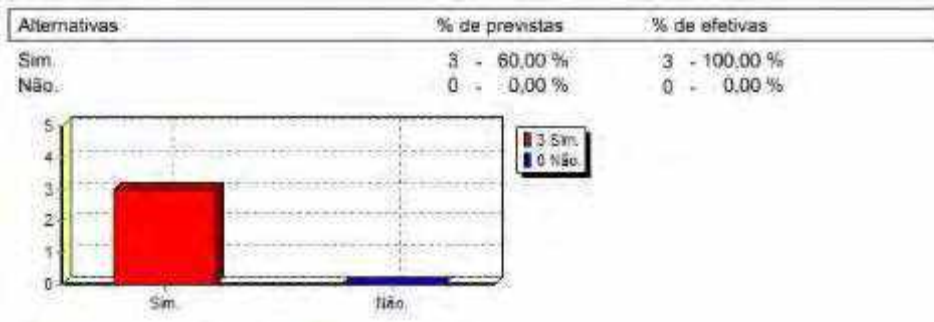 Alternativas % de previstas % de efetivas
Sim. 3 - 60,00 % 3 - 100,00 %
Não. 0 - 0,00 % 0 - 0,00 %
5
4
3
2
1
0
3 Sim.
0 Não.
Sim. Não.